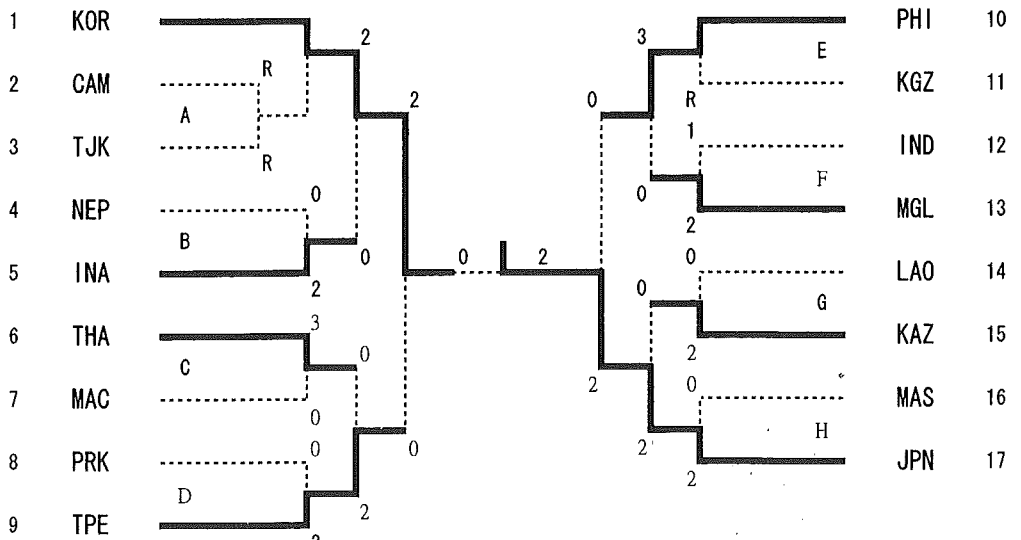 1 KOR 2 3 PHI 10
R E
2 CAM 2 0 R KGZ 11
A 1
3 TJK R IND 12
0 0 F
4 NEP 2 MGL 13
B 0 0 2 0 0
5 INA 2 LAO 14
3 G
6 THA 0 2 KAZ 15
C 2 0
7 MAC 0 MAS 16
0 0 2 H
8 PRK 2 JPN 17
D 2
9 TPE